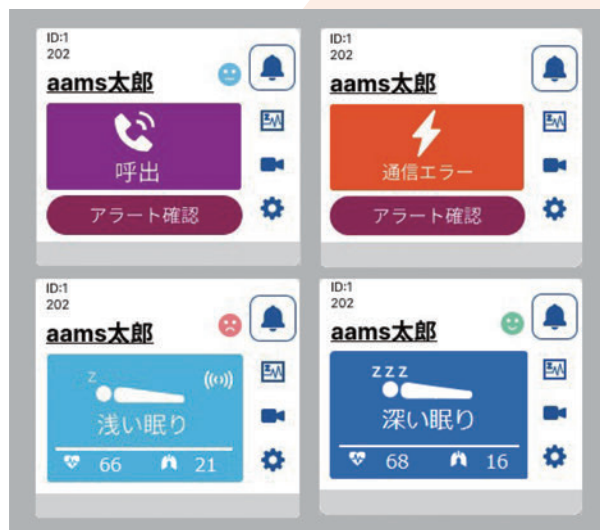 ID:1
202
aams太郎
呼出
アラート確認
ID:1
202
aams太郎
通信エラー
アラート確認
ID:1
202
aams太郎
Z
浅い眠り
66 21
ID:1
202
aams太郎
ZZZ
深い眠り
68 16